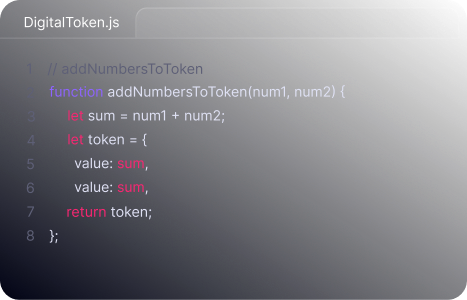 DigitalToken.js
1 // addNumbersToToken
function addNumbersToToken(num1, num2) {
3 let sum = num1 + num2;
4 let token = {
5 value: sum,
6 value: sum,
7 return token;
8 };